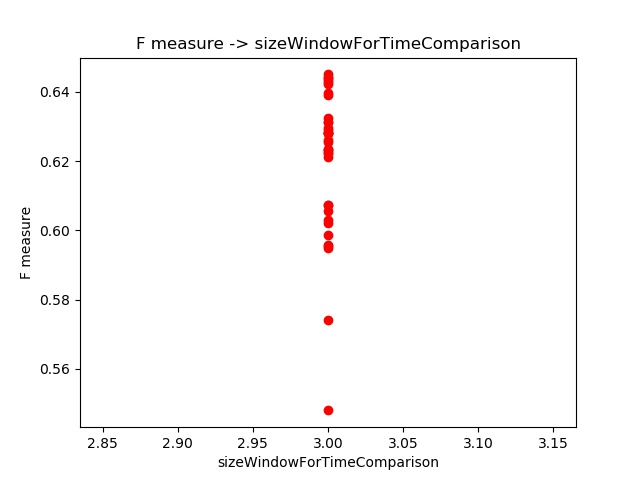 F measure -> sizeWindowForTimeComparison
0.64
0.62
0.60
0.58
0.56
F measure
2.85 2.90 2.95 3.00 3.05 3.10 3.15
sizeWindowForTimeComparison